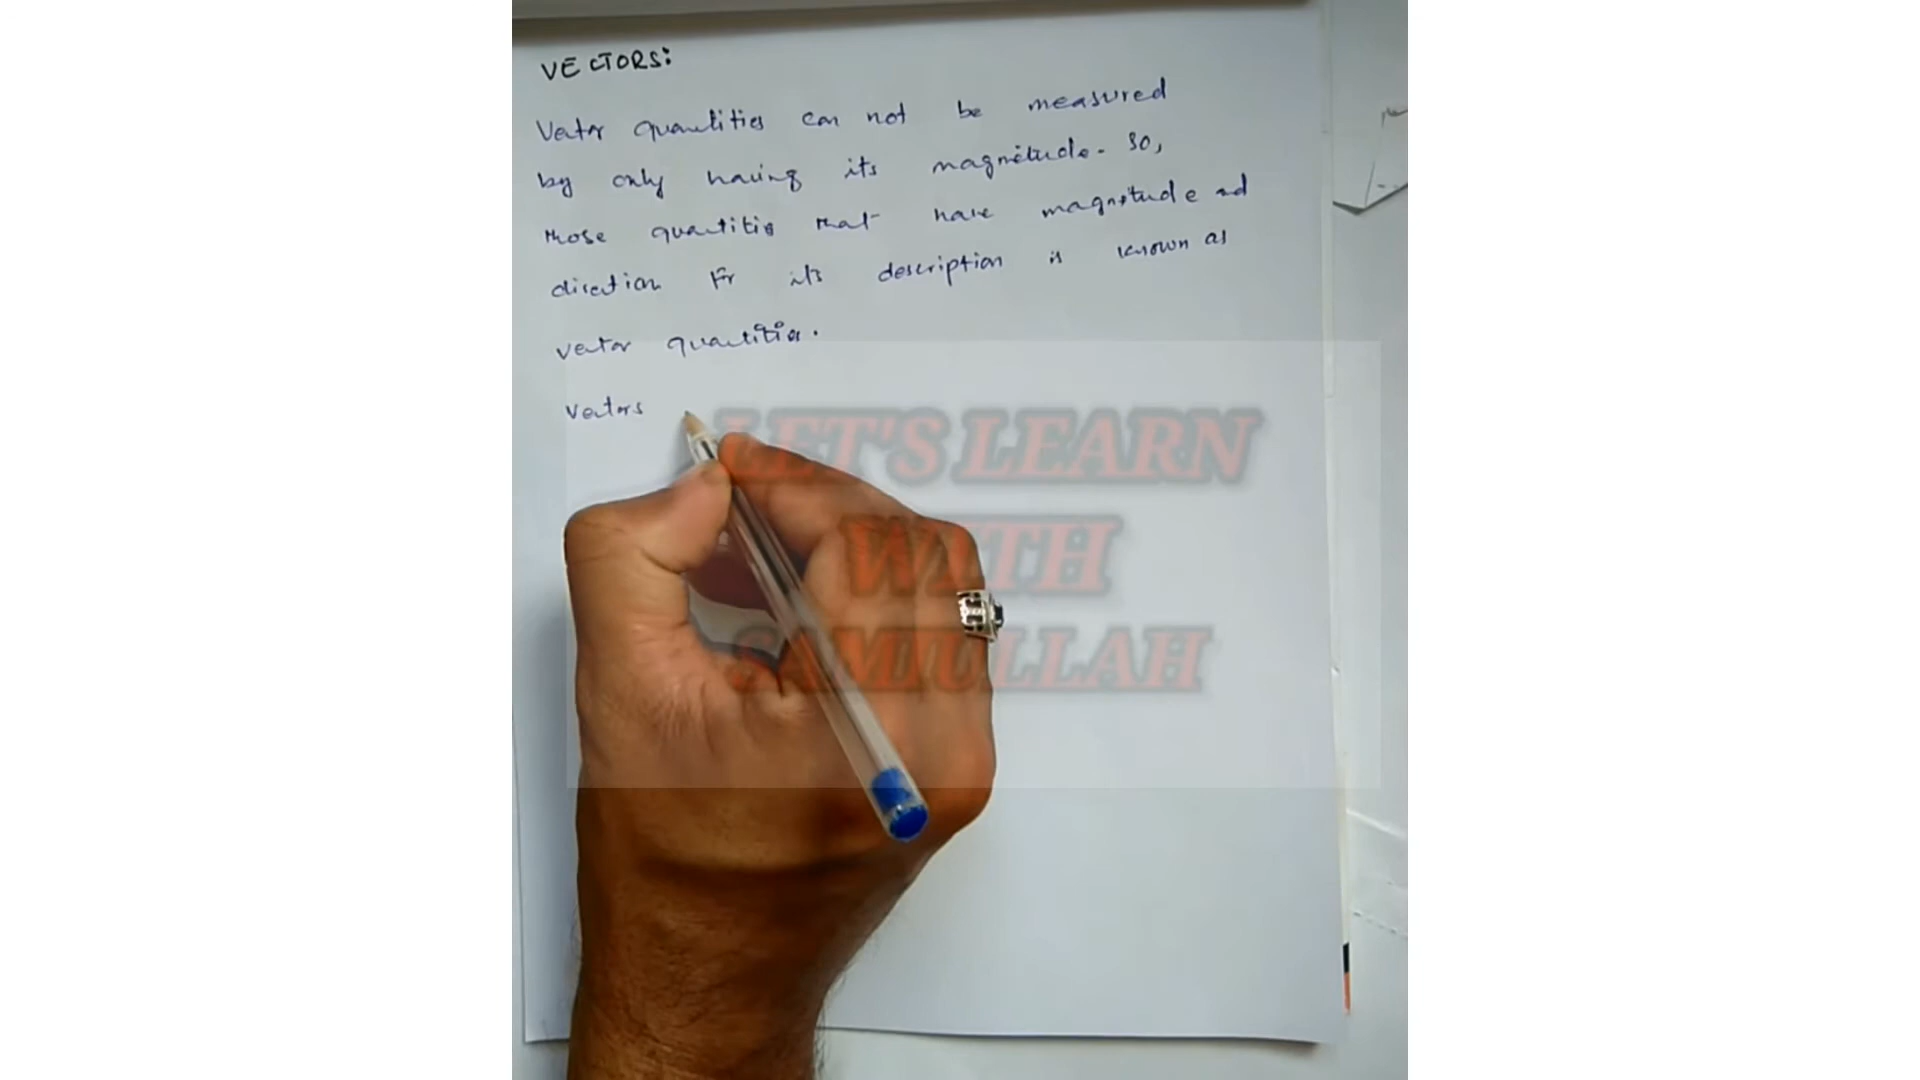 VECTORS:
Vector quantities can not be measured
by only having its magnitude. So,
those quantities that have magnitude and
direction for its description is known as
vector quantities.
Vectors
LET'S LEARN
WITH
SAMIULLAH